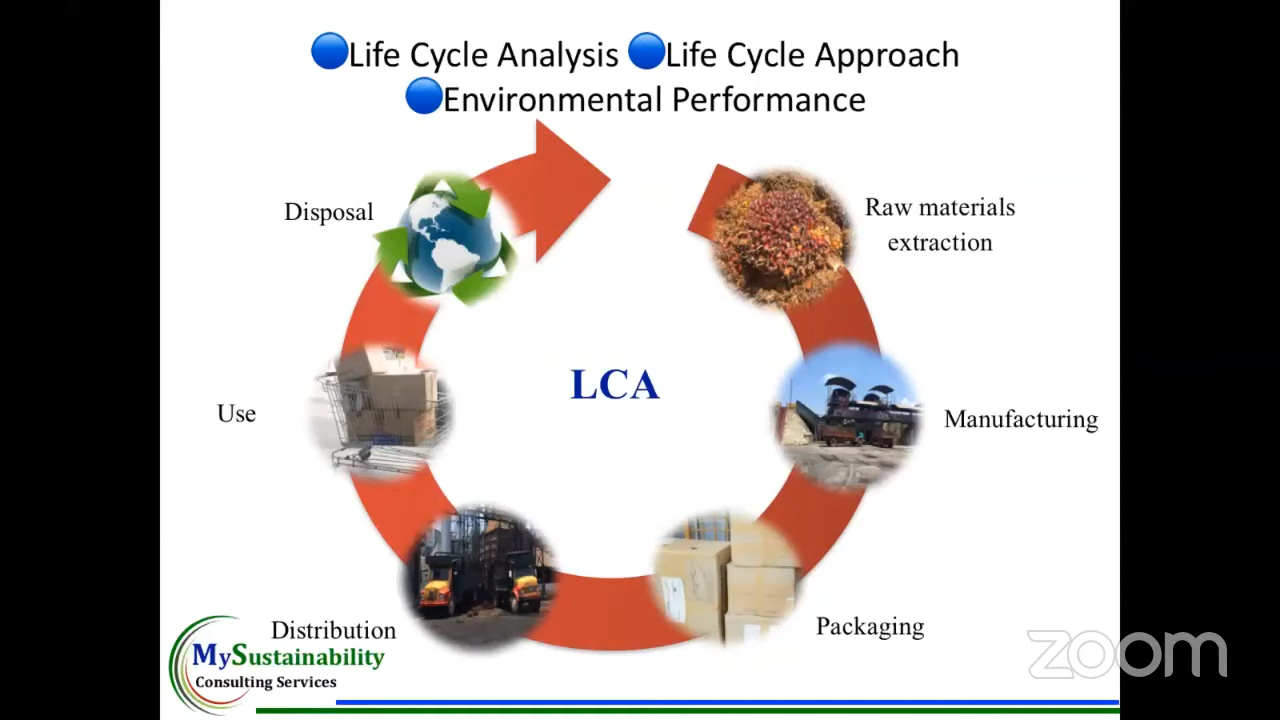 Life Cycle Analysis Life Cycle Approach
Environmental Performance
Disposal
Raw materials
extraction
LCA
Use
Manufacturing
Distribution
Packaging
MySustainability
Consulting Services
zoom